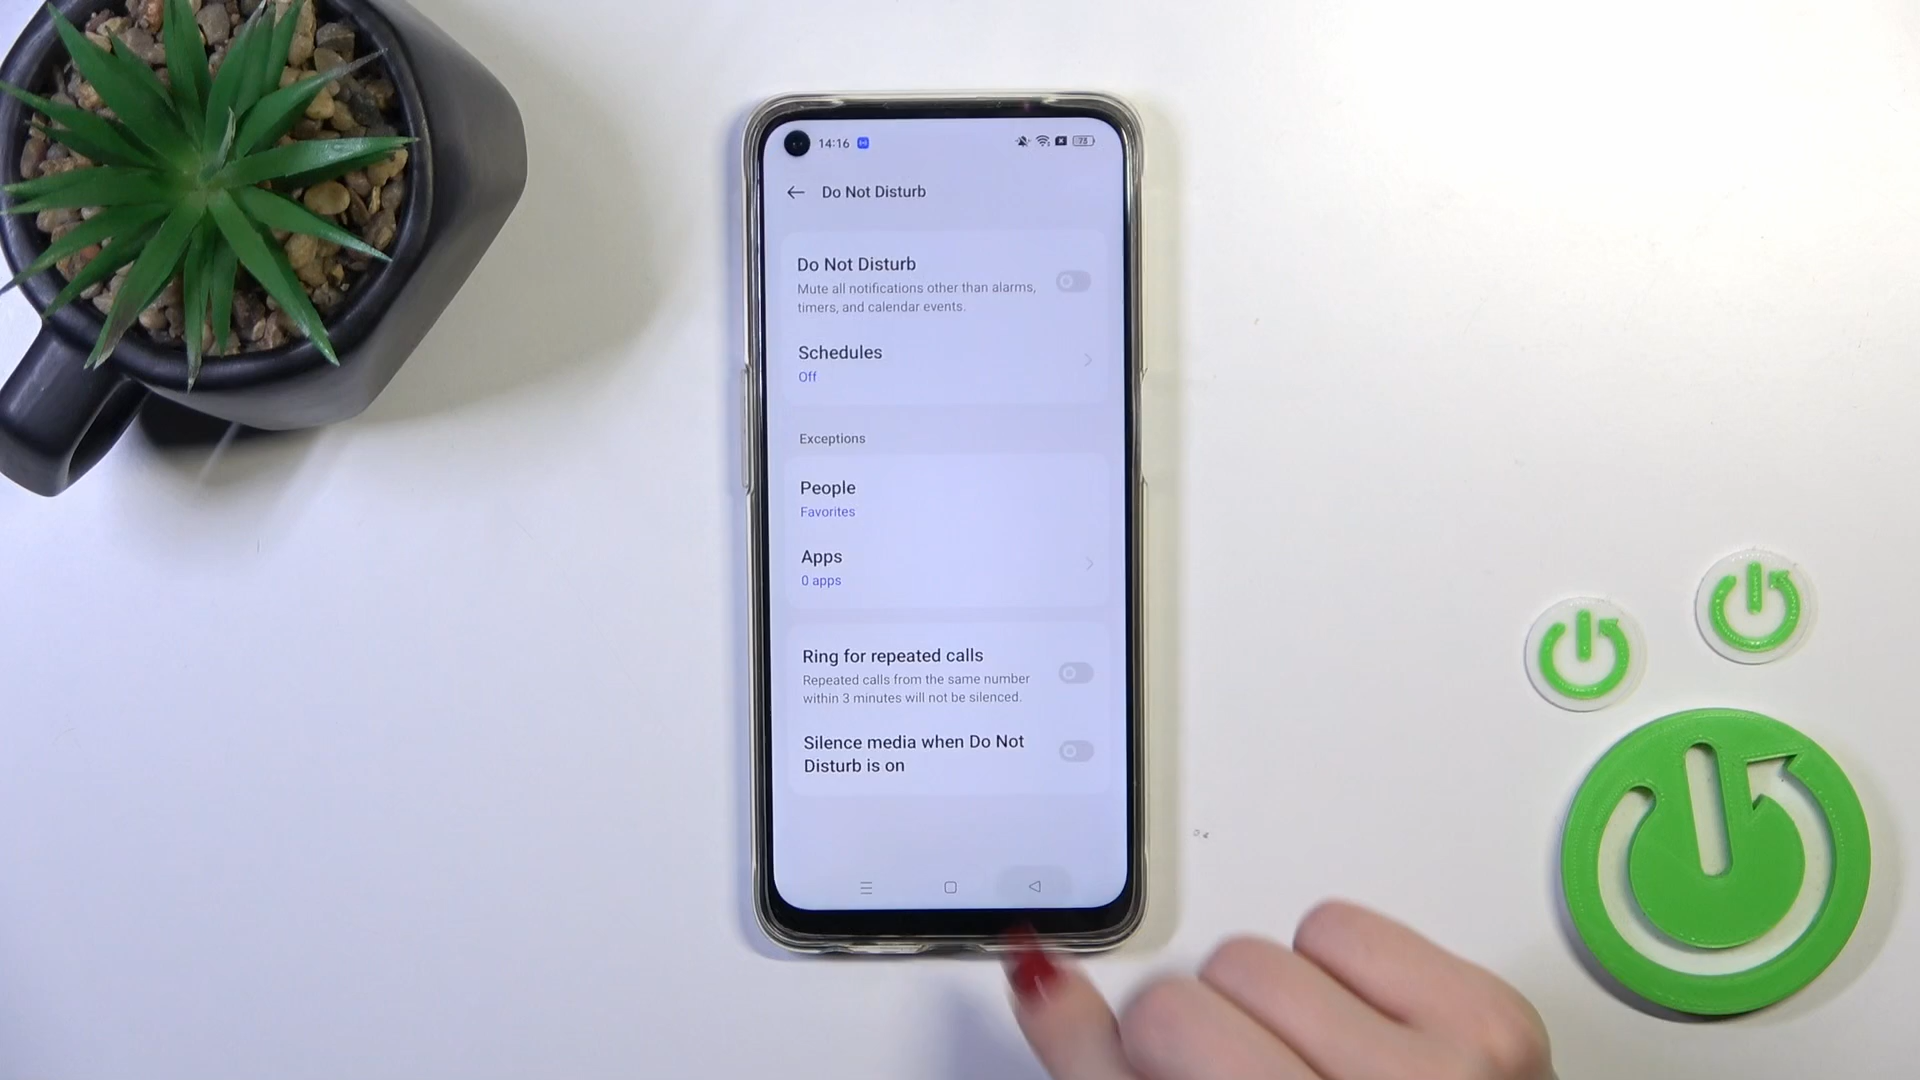 14:16
73
Do Not Disturb
Do Not Disturb
Mute all notifications other than alarms,
timers, and calendar events.
Schedules
Off
Exceptions
People
Favorites
Apps
0 apps
Ring for repeated calls
Repeated calls from the same number
within 3 minutes will not be silenced.
Silence media when Do Not
Disturb is on